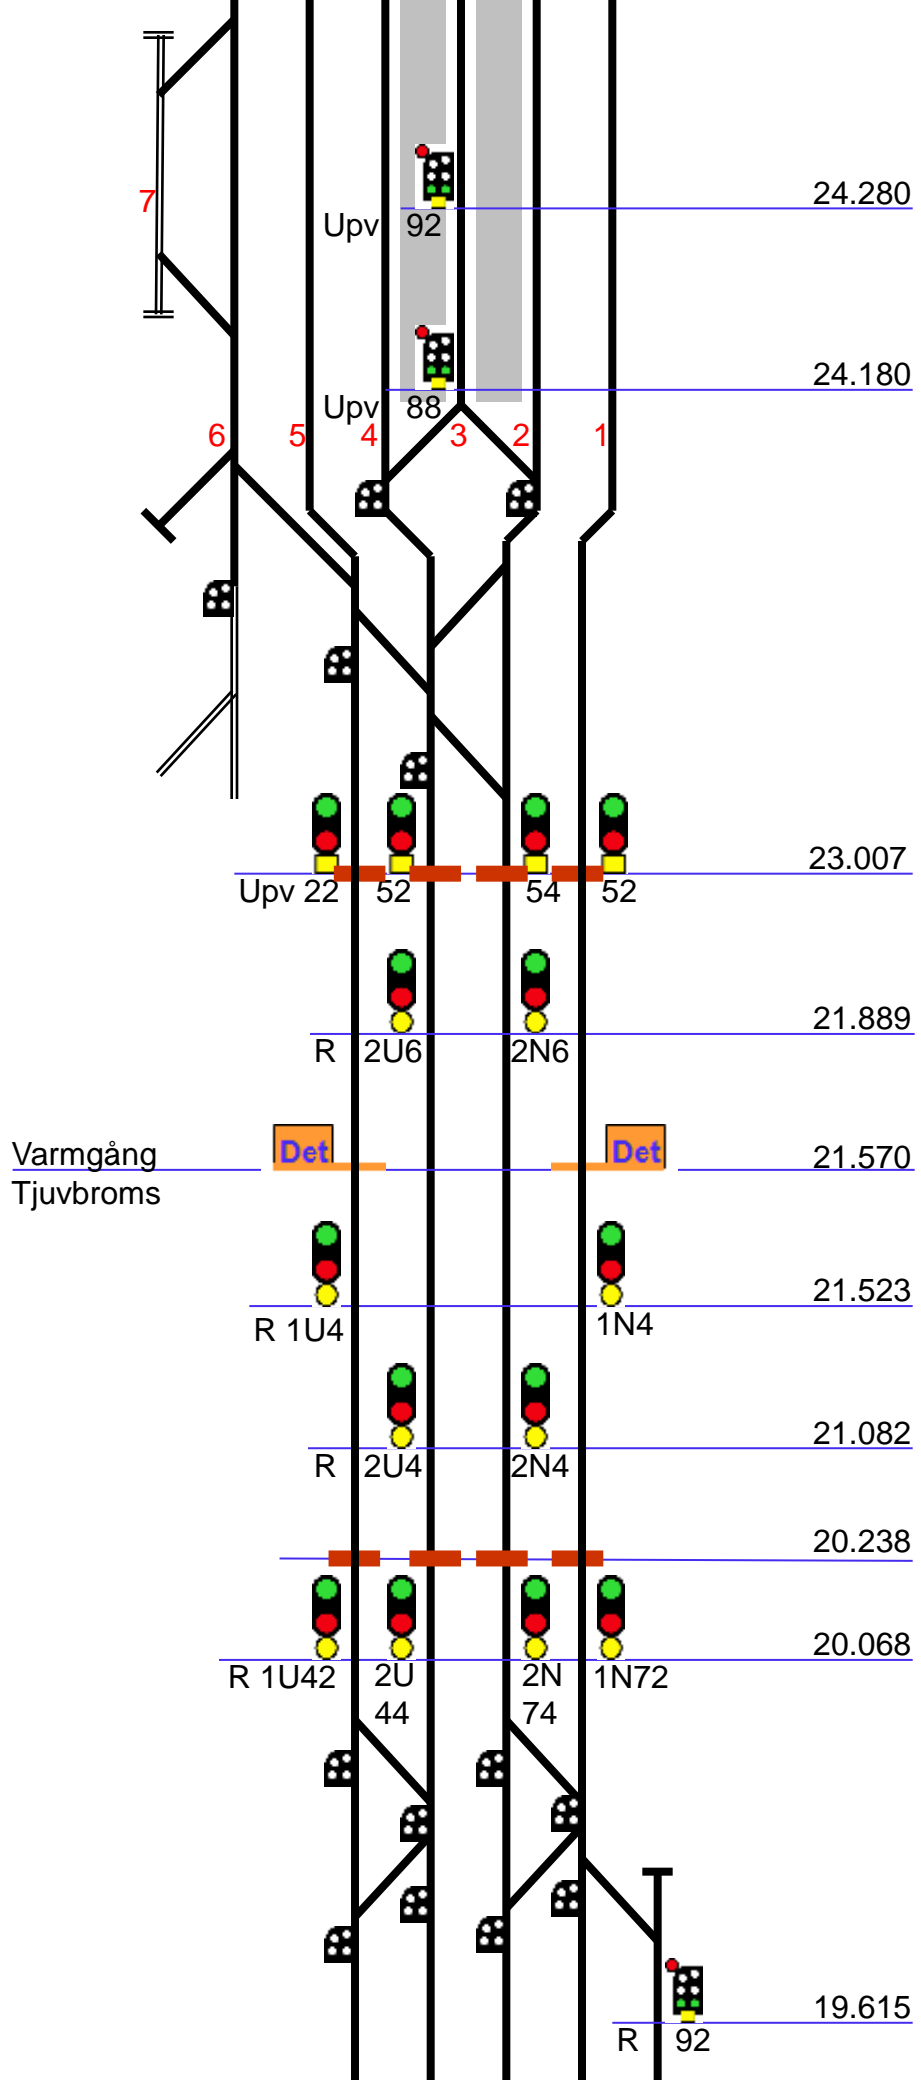 7
24.280
Upv 92
24.180
Upv 88
6 5 4 3 2 1
23.007
Upv 22 52 54 52
21.889
R 2U6 2N6
Varmgång Det Det 21.570
Tjuvbroms
21.523
R 1U4 1N4
21.082
R 2U4 2N4
20.238
20.068
R 1U42 2U 2N 1N72
44 74
19.615
R 92